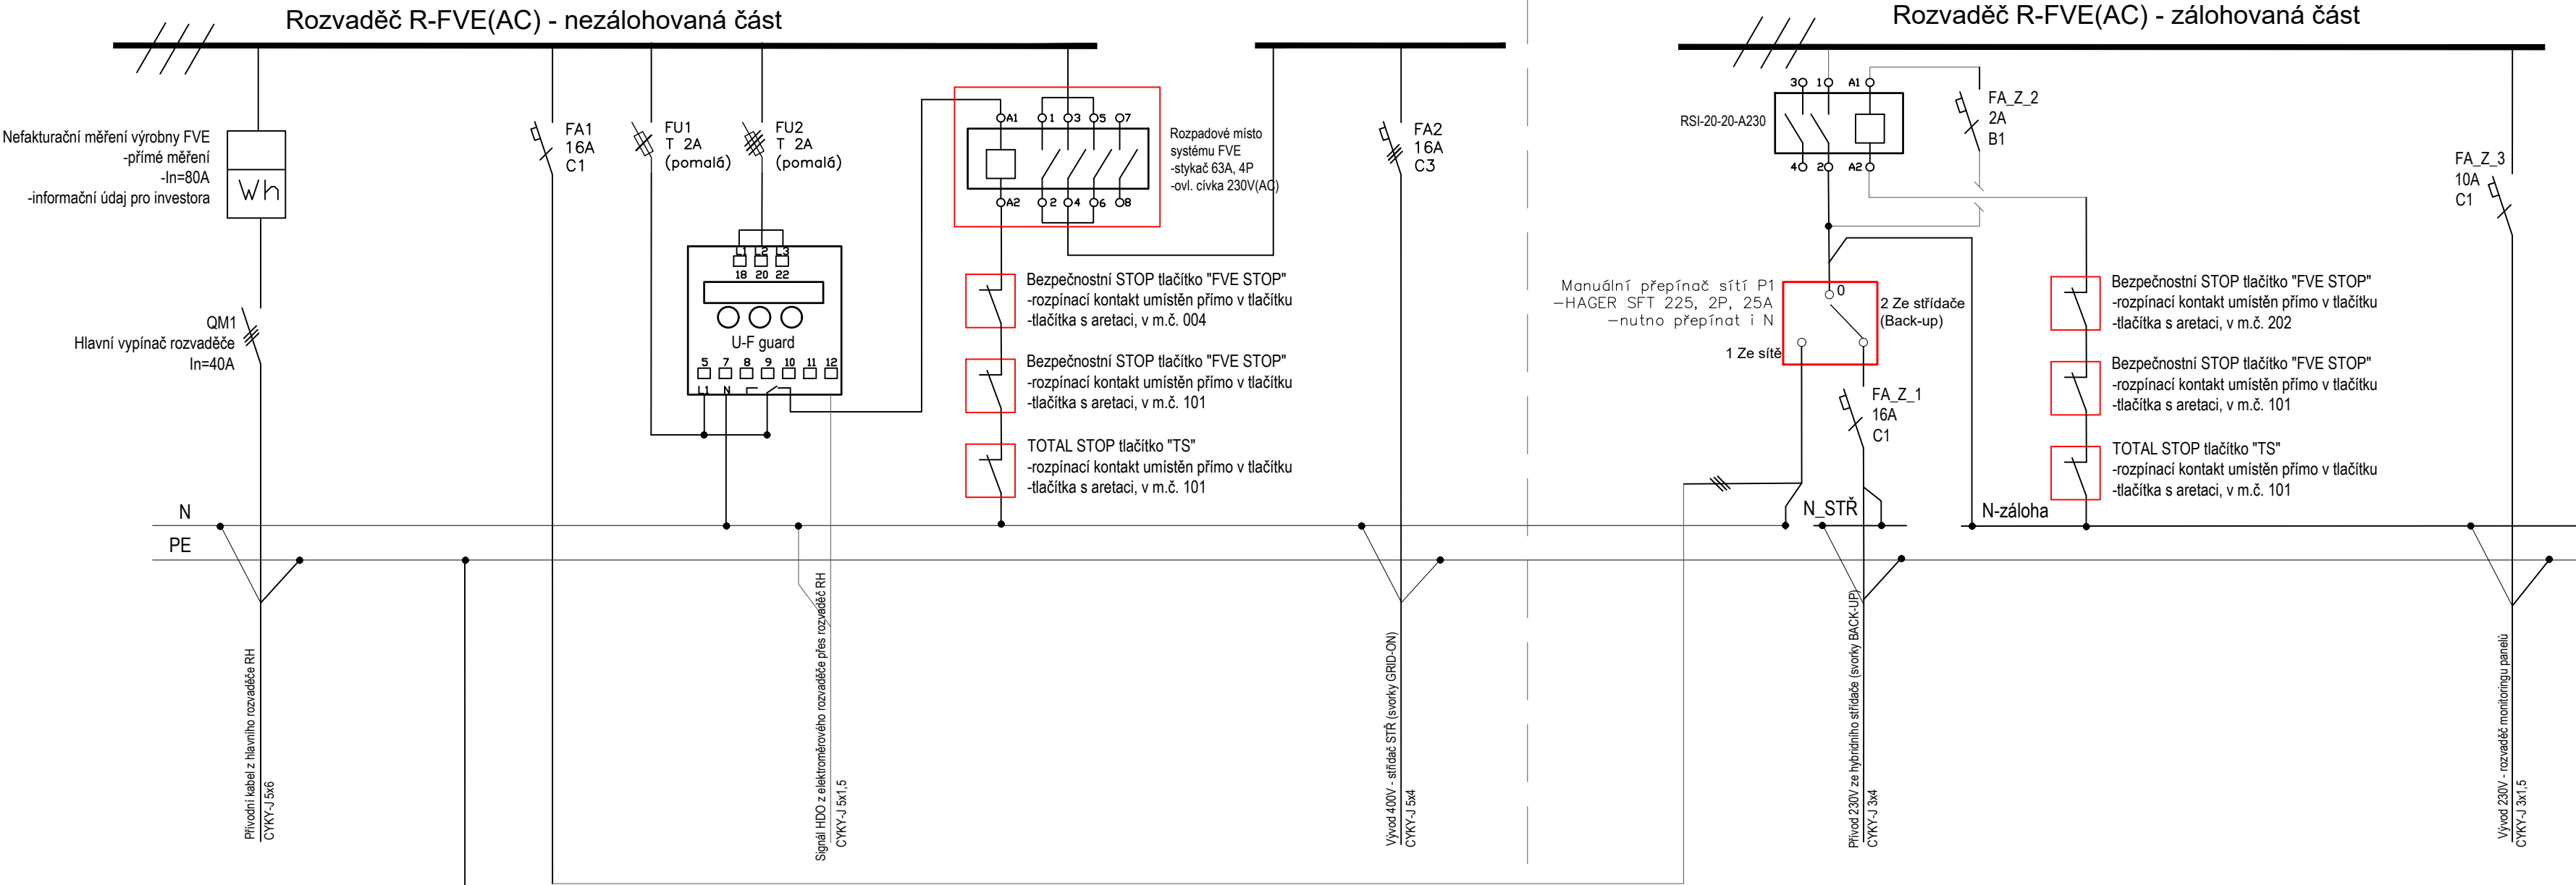 Rozvaděč R-FVE(AC) - nezálohovaná část
Rozvaděč R-FVE(AC) - zálohovaná část
Nefakturační měření výrobny FVE
-přímé měření
-In=80A
-informační údaj pro investora
Wh
QM1
Hlavní vypínač rozvaděče
In=40A
FA1
16A
C1
FU1
T 2A
(pomalá)
FU2
T 2A
(pomalá)
L1 L2 L3
18 20 22
U-F guard
5 7 8 9 10 11 12
L1 N
A1 1 3 5 7
A2 2 4 6 8
Rozpadové místo
systému FVE
-stykač 63A, 4P
-ovl. cívka 230V(AC)
Bezpečnostní STOP tlačítko "FVE STOP"
-rozpínací kontakt umístěn přímo v tlačítku
-tlačítka s aretaci, v m.č. 004
Bezpečnostní STOP tlačítko "FVE STOP"
-rozpínací kontakt umístěn přímo v tlačítku
-tlačítka s aretaci, v m.č. 101
TOTAL STOP tlačítko "TS"
-rozpínací kontakt umístěn přímo v tlačítku
-tlačítka s aretaci, v m.č. 101
FA2
16A
C3
3 1 A1
RSI-20-20-A230
4 2 A2
FA_Z_2
2A
B1
Manuální přepínač sítí P1
-HAGER SFT 225, 2P, 25A
-nutno přepínat i N
0
2 Ze střídače
(Back-up)
1 Ze sítě
FA_Z_1
16A
C1
Bezpečnostní STOP tlačítko "FVE STOP"
-rozpínací kontakt umístěn přímo v tlačítku
-tlačítka s aretaci, v m.č. 202
Bezpečnostní STOP tlačítko "FVE STOP"
-rozpínací kontakt umístěn přímo v tlačítku
-tlačítka s aretaci, v m.č. 101
TOTAL STOP tlačítko "TS"
-rozpínací kontakt umístěn přímo v tlačítku
-tlačítka s aretaci, v m.č. 101
FA_Z_3
10A
C1
N
PE
N_STŘ
N-záloha
Přívodní kabel z hlavního rozvaděče RH
CYKY-J 5x6
Signál HDO z elektroměrového rozvaděče přes rozvaděč RH
CYKY-J 5x1,5
Vývod 400V - střídač STŘ (svorky GRID-ON)
CYKY-J 5x4
Přívod 230V ze hybridního střídače (svorky BACK-UP)
CYKY-J 3x4
Vývod 230V - rozvaděč monitoringu panelů
CYKY-J 3x1,5